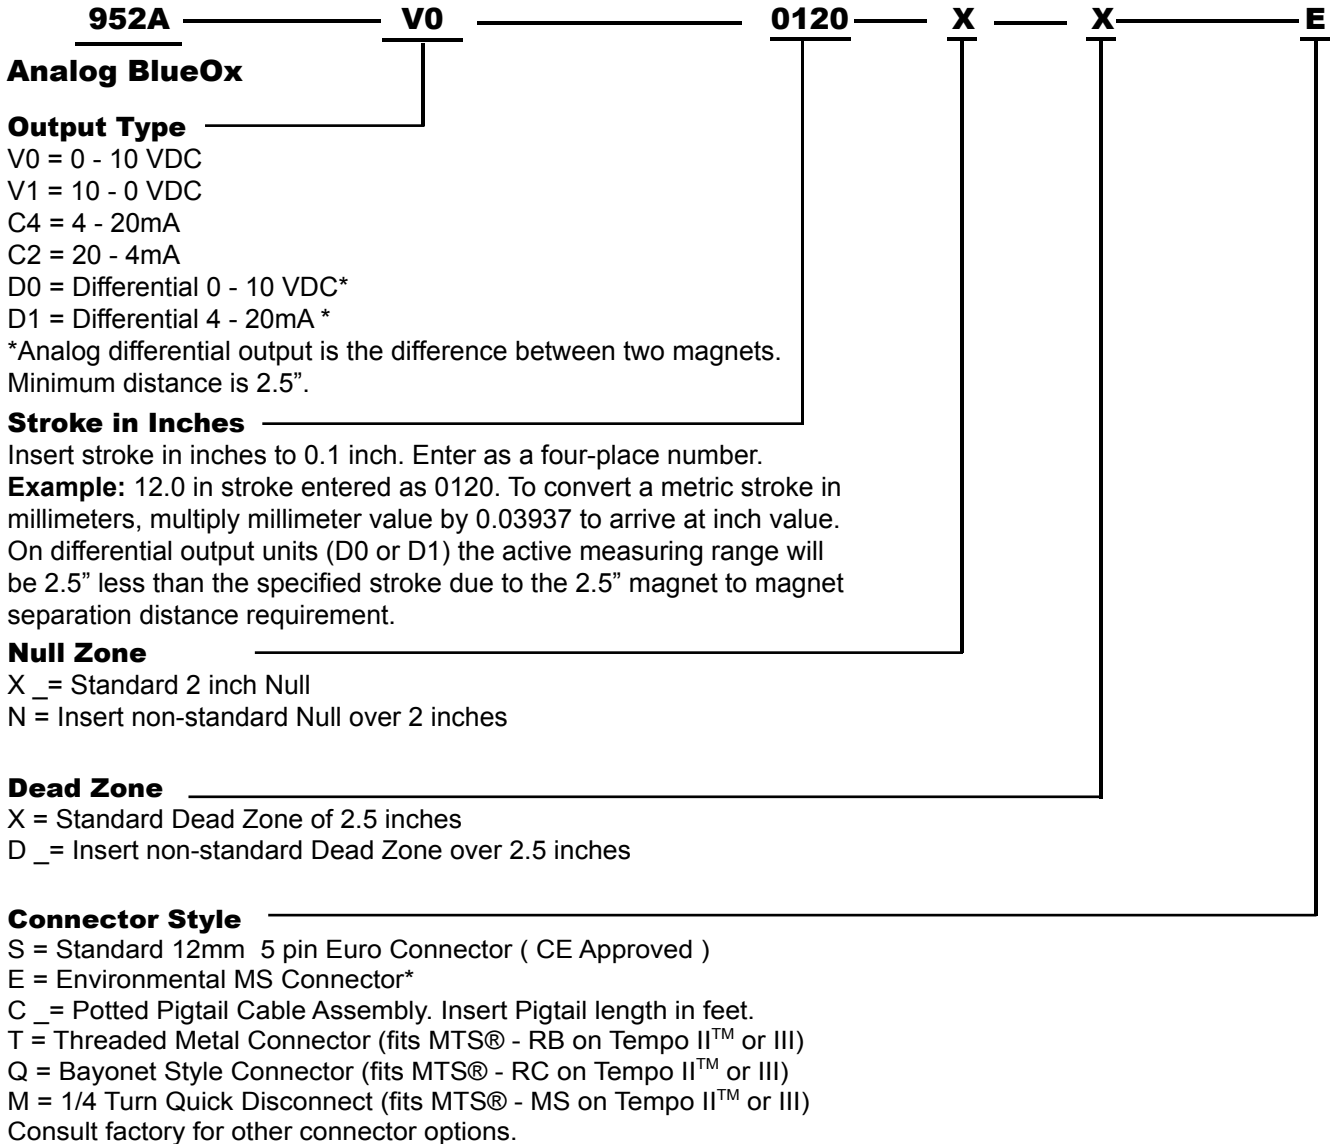 952A V0 0120 X X E
Analog BlueOx
Output Type
V0 = 0 - 10 VDC
V1 = 10 - 0 VDC
C4 = 4 - 20mA
C2 = 20 - 4mA
D0 = Differential 0 - 10 VDC*
D1 = Differential 4 - 20mA *
*Analog differential output is the difference between two magnets.
Minimum distance is 2.5”.
Stroke in Inches
Insert stroke in inches to 0.1 inch. Enter as a four-place number.
Example: 12.0 in stroke entered as 0120. To convert a metric stroke in
millimeters, multiply millimeter value by 0.03937 to arrive at inch value.
On differential output units (D0 or D1) the active measuring range will
be 2.5” less than the specified stroke due to the 2.5” magnet to magnet
separation distance requirement.
Null Zone
X _= Standard 2 inch Null
N = Insert non-standard Null over 2 inches
Dead Zone
X = Standard Dead Zone of 2.5 inches
D _= Insert non-standard Dead Zone over 2.5 inches
Connector Style
S = Standard 12mm  5 pin Euro Connector ( CE Approved )
E = Environmental MS Connector*
C _= Potted Pigtail Cable Assembly. Insert Pigtail length in feet.
T = Threaded Metal Connector (fits MTS® - RB on Tempo II™ or III)
Q = Bayonet Style Connector (fits MTS® - RC on Tempo II™ or III)
M = 1/4 Turn Quick Disconnect (fits MTS® - MS on Tempo II™ or III)
Consult factory for other connector options.